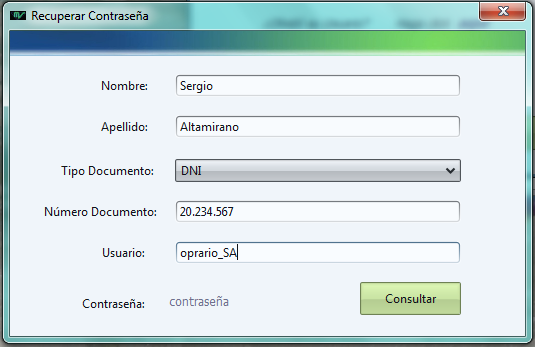 Recuperar Contraseña
Nombre: Sergio
Apellido: Altamirano
Tipo Documento: DNI
Número Documento: 20.234.567
Usuario: oprario_SA
Contraseña: contraseña Consultar